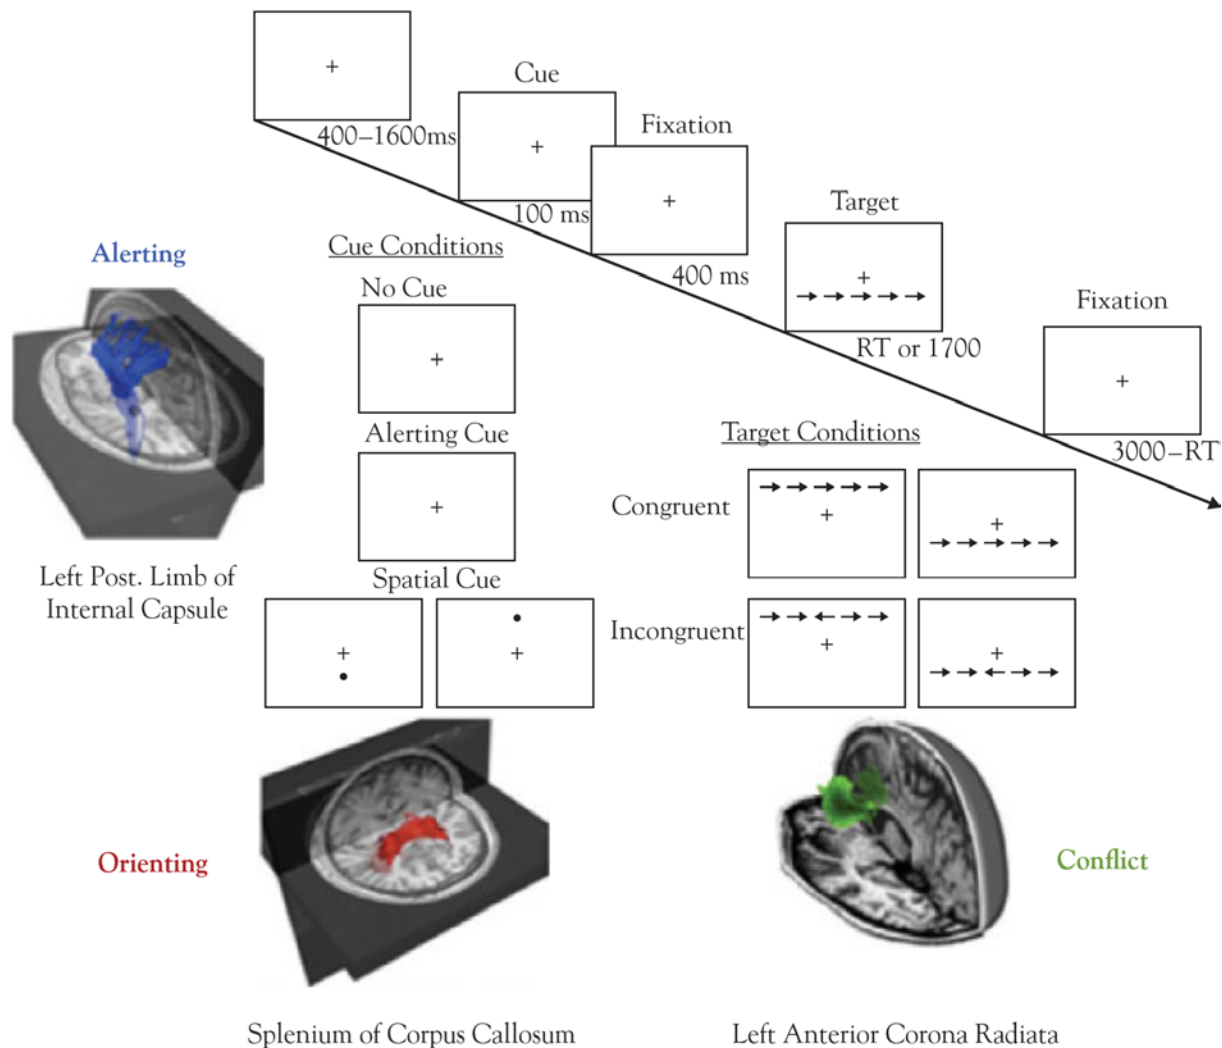 Cue
400–1600ms
Fixation
100 ms
Target
400 ms
Fixation
RT or 1700
3000–RT
Alerting
Left Post. Limb of
Internal Capsule
Cue Conditions
No Cue
Alerting Cue
Spatial Cue
Target Conditions
Congruent
Incongruent
Orienting
Splenium of Corpus Callosum
Conflict
Left Anterior Corona Radiata